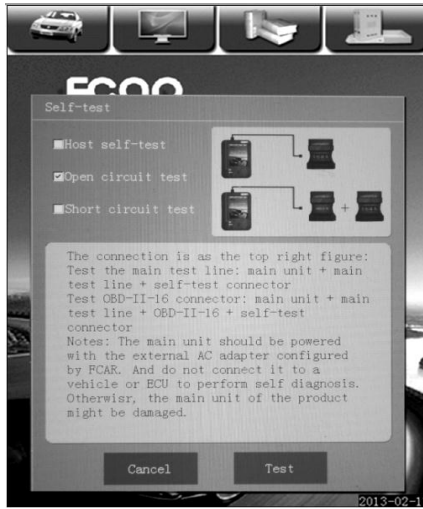 Self-test
Host self-test
Open circuit test
Short circuit test
The connection is as the top right figure:
Test the main test line: main unit + main
test line + self-test connector
Test OBD-II-16 connector: main unit + main
test line + OBD-II-16 + self-test
connector
Notes: The main unit should be powered
with the external AC adapter configured
by FCAR. And do not connect it to a
vehicle or ECU to perform self diagnosis.
Otherwisr, the main unit of the product
might be damaged.
Cancel Test
2013-02-1